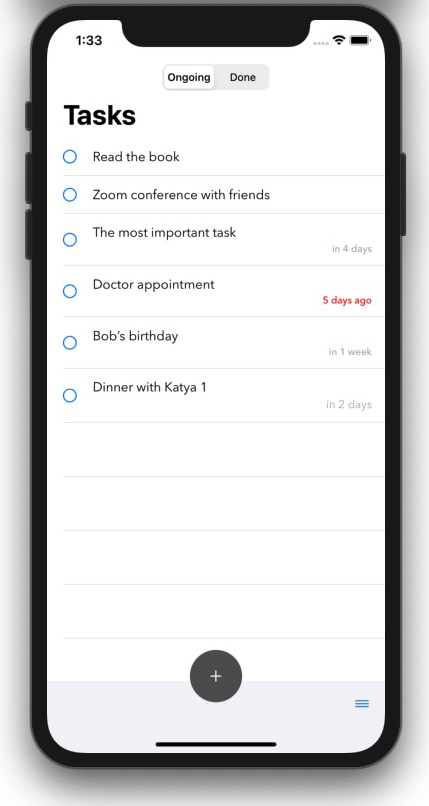 1:33
Ongoing
Done
Tasks
Read the book
Zoom conference with friends
The most important task
in 4 days
Doctor appointment
5 days ago
Bob's birthday
in 1 week
Dinner with Katya 1
in 2 days
+